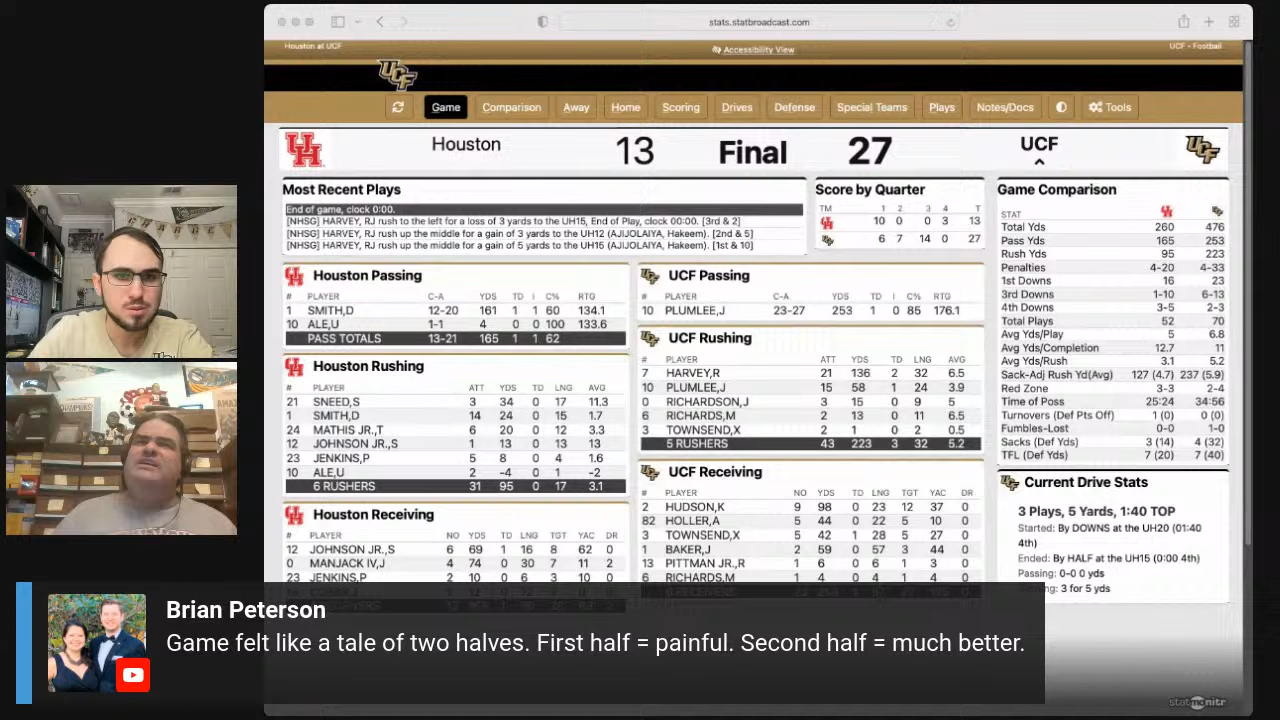 stats.statbroadcast.com
Houston at UCF
Accessibility View
UCF - Football
UCF
Game Comparison Away Home Scoring Drives Defense Special Teams Plays Notes/Docs Tools
Houston 13 Final 27 UCF
Most Recent Plays
End of game, clock 0:00.
[NHSG] HARVEY, RJ rush to the left for a loss of 3 yards to the UH15, End of Play, clock 00:00. [3rd & 2]
[NHSG] HARVEY, RJ rush up the middle for a gain of 3 yards to the UH12 (AJIJOLAIYA, Hakeem). [2nd & 5]
[NHSG] HARVEY, RJ rush up the middle for a gain of 5 yards to the UH15 (AJIJOLAIYA, Hakeem). [1st & 10]
Score by Quarter
TM 1 2 3 4 T
10 0 0 3 13
6 7 14 0 27
Game Comparison
STAT
Total Yds 260 476
Pass Yds 165 253
Rush Yds 95 223
Penalties 4-20 4-33
1st Downs 16 23
3rd Downs 1-10 6-13
4th Downs 3-5 2-3
Total Plays 52 70
Avg Yds/Play 5 6.8
Avg Yds/Completion 12.7 11
Avg Yds/Rush 3.1 5.2
Sack-Adj Rush Yd(Avg) 127 (4.7) 237 (5.9)
Red Zone 3-3 2-4
Time of Poss 25:24 34:56
Turnovers (Def Pts Off) 1 (0) 0 (0)
Fumbles-Lost 0-0 1-0
Sacks (Def Yds) 3 (14) 4 (32)
TFL (Def Yds) 7 (20) 7 (40)
Houston Passing
# PLAYER C-A YDS TD I C% RTG
1 SMITH,D 12-20 161 1 1 60 134.1
10 ALE,U 1-1 4 0 0 100 133.6
PASS TOTALS 13-21 165 1 1 62
UCF Passing
# PLAYER C-A YDS TD I C% RTG
10 PLUMLEE,J 23-27 253 1 0 85 176.1
Houston Rushing
# PLAYER ATT YDS TD LNG AVG
21 SNEED,S 3 34 0 17 11.3
1 SMITH,D 14 24 0 15 1.7
24 MATHIS JR.,T 6 20 0 12 3.3
12 JOHNSON JR.,S 1 13 0 13 13
23 JENKINS,P 5 8 0 4 1.6
10 ALE,U 2 -4 0 1 -2
6 RUSHERS 31 95 0 17 3.1
UCF Rushing
# PLAYER ATT YDS TD LNG AVG
7 HARVEY,R 21 136 2 32 6.5
10 PLUMLEE,J 15 58 1 24 3.9
0 RICHARDSON,J 3 15 0 9 5
6 RICHARDS,M 2 13 0 11 6.5
3 TOWNSEND,X 2 1 0 2 0.5
5 RUSHERS 43 223 3 32 5.2
Houston Receiving
# PLAYER NO YDS TD LNG TGT YAC DR
12 JOHNSON JR.,S 6 69 1 16 8 62 0
0 MANJACK IV,J 4 74 0 30 7 11 2
23 JENKINS,P 2 10 0 6 3 10 0
UCF Receiving
# PLAYER NO YDS TD LNG TGT YAC DR
2 HUDSON,K 9 98 0 23 12 37 0
82 HOLLER,A 5 44 0 22 5 10 0
3 TOWNSEND,X 5 42 1 28 5 27 0
1 BAKER,J 2 59 0 57 3 44 0
13 PITTMAN JR.,R 1 6 0 6 1 3 0
6 RICHARDS,M 1 4 0 4 1 4 0
Current Drive Stats
3 Plays, 5 Yards, 1:40 TOP
Started: By DOWNS at the UH20 (01:40
4th)
Ended: By HALF at the UH15 (0:00 4th)
Passing: 0-0 0 yds
3 for 5 yds
Brian Peterson
Game felt like a tale of two halves. First half = painful. Second half = much better.
statmonitr